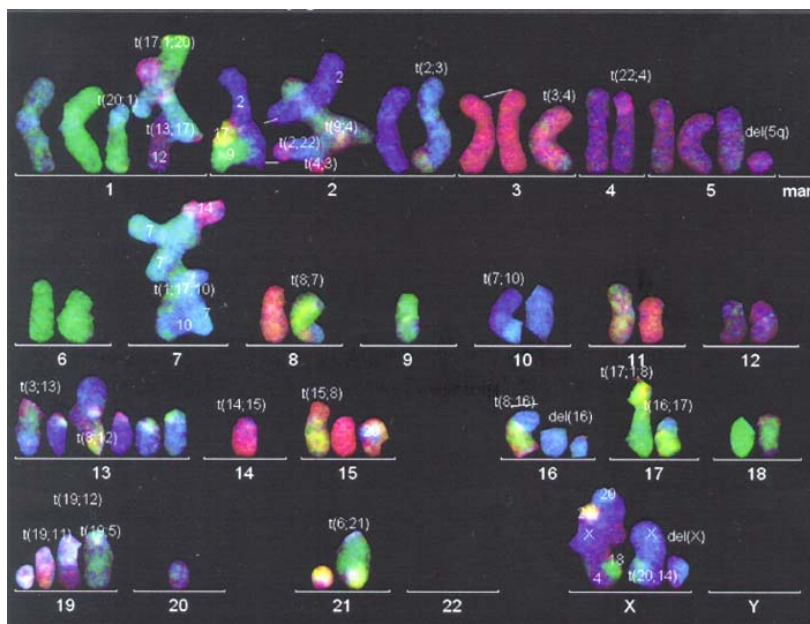 t(17;1;20)
t(20;1)
t(13;17)
12
2
2
17
9
t(2;22)
t(9;4)
t(4;3)
t(2;3)
t(3;4)
t(22;4)
del(5q)
1 2 3 4 5 mar
14
7
7
t(1;17;10)
7
10
t(8;7)
t(7;10)
6 7 8 9 10 11 12
t(3;13)
t(8;12)
t(14;15)
t(15;8)
t(8;16)
del(16)
t(17;1;8)
t(16;17)
13 14 15 16 17 18
t(19;12)
t(19;11)
t(19;5)
t(6;21)
20
X
X
del(X)
18
4
t(20;14)
19 20 21 22 X Y